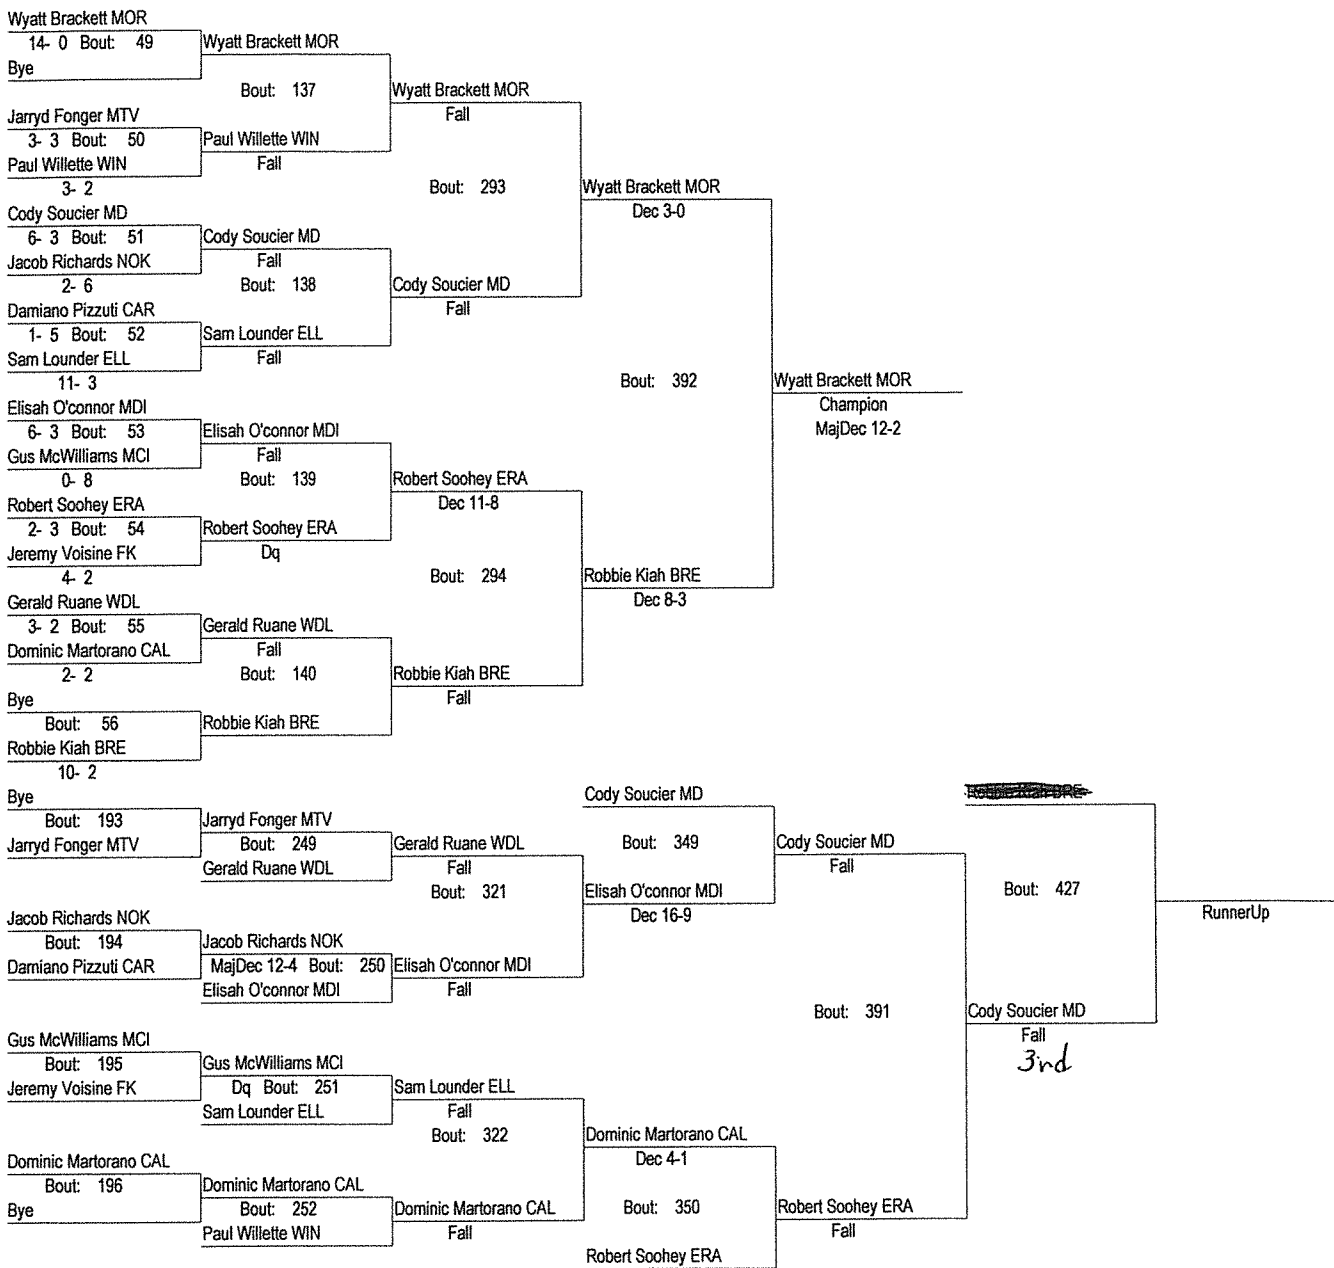 Wyatt Brackett MOR
14- 0 Bout: 49
Bye
Wyatt Brackett MOR
Bout: 137
Jarryd Fonger MTV
3- 3 Bout: 50
Paul Willette WIN
3- 2
Paul Willette WIN
Fall
Wyatt Brackett MOR
Fall
Bout: 293
Cody Soucier MD
6- 3 Bout: 51
Jacob Richards NOK
2- 6
Cody Soucier MD
Fall
Bout: 138
Damiano Pizzuti CAR
1- 5 Bout: 52
Sam Lounder ELL
11- 3
Sam Lounder ELL
Fall
Cody Soucier MD
Fall
Wyatt Brackett MOR
Dec 3-0
Bout: 392
Elisah O'connor MDI
6- 3 Bout: 53
Gus McWilliams MCI
0- 8
Elisah O'connor MDI
Fall
Bout: 139
Robert Soohey ERA
2- 3 Bout: 54
Jeremy Voisine FK
4- 2
Robert Soohey ERA
Dq
Robert Soohey ERA
Dec 11-8
Bout: 294
Gerald Ruane WDL
3- 2 Bout: 55
Dominic Martorano CAL
2- 2
Gerald Ruane WDL
Fall
Bout: 140
Bye
Bout: 56
Robbie Kiah BRE
10- 2
Robbie Kiah BRE
Robbie Kiah BRE
Fall
Robbie Kiah BRE
Dec 8-3
Wyatt Brackett MOR
Champion
MajDec 12-2
Bye
Bout: 193
Jarryd Fonger MTV
Jarryd Fonger MTV
Bout: 249
Gerald Ruane WDL
Gerald Ruane WDL
Fall
Bout: 321
Jacob Richards NOK
Bout: 194
Damiano Pizzuti CAR
Jacob Richards NOK
MajDec 12-4 Bout: 250
Elisah O'connor MDI
Elisah O'connor MDI
Fall
Cody Soucier MD
Bout: 349
Elisah O'connor MDI
Dec 16-9
Cody Soucier MD
Fall
Bout: 391
Gus McWilliams MCI
Bout: 195
Jeremy Voisine FK
Gus McWilliams MCI
Dq Bout: 251
Sam Lounder ELL
Sam Lounder ELL
Fall
Bout: 322
Dominic Martorano CAL
Bout: 196
Bye
Dominic Martorano CAL
Bout: 252
Paul Willette WIN
Dominic Martorano CAL
Fall
Dominic Martorano CAL
Dec 4-1
Bout: 350
Robert Soohey ERA
Robert Soohey ERA
Fall
Robbie Kiah BRE
Bout: 427
Cody Soucier MD
Fall
3rd
RunnerUp